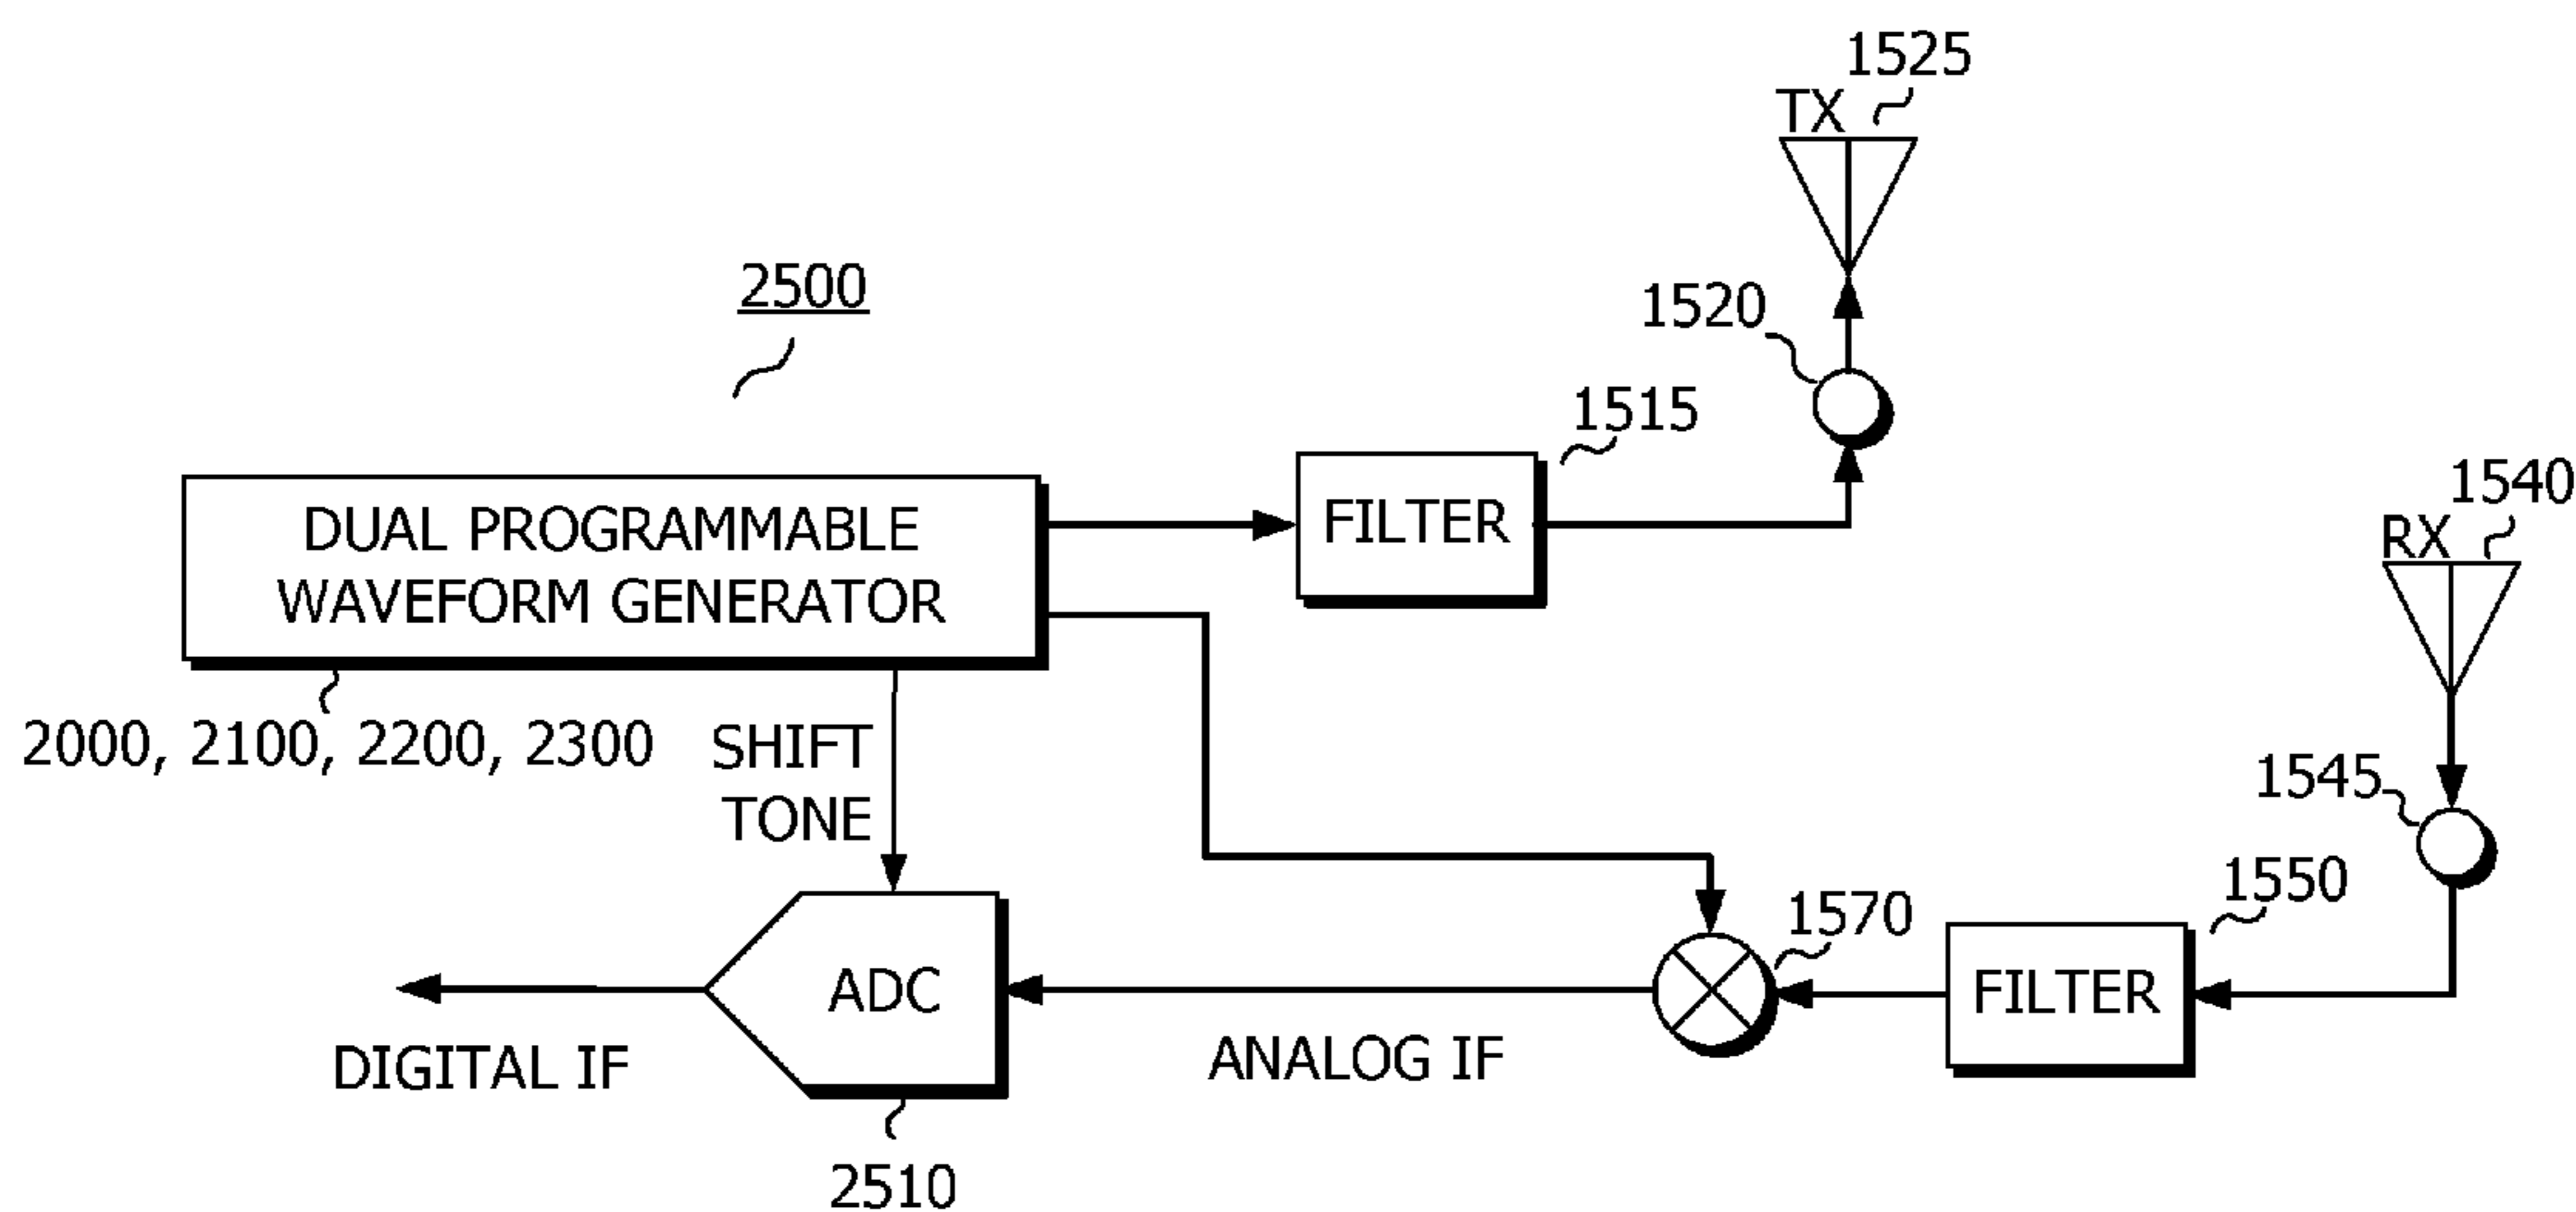 1525
TX
2500
1520
1515
1540
RX
DUAL PROGRAMMABLE
WAVEFORM GENERATOR
FILTER
2000, 2100, 2200, 2300
SHIFT
TONE
1545
1550
1570
ADC
FILTER
DIGITAL IF
ANALOG IF
2510